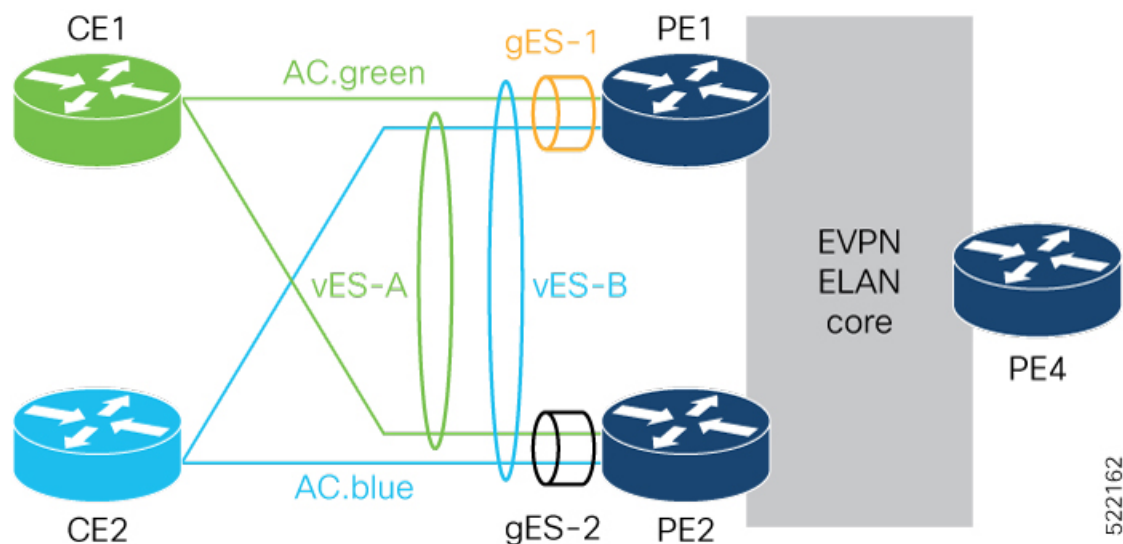 CE1
PE1
gES-1
AC.green
vES-A
vES-B
EVPN
ELAN
core
PE4
AC.blue
CE2
gES-2
PE2
522162